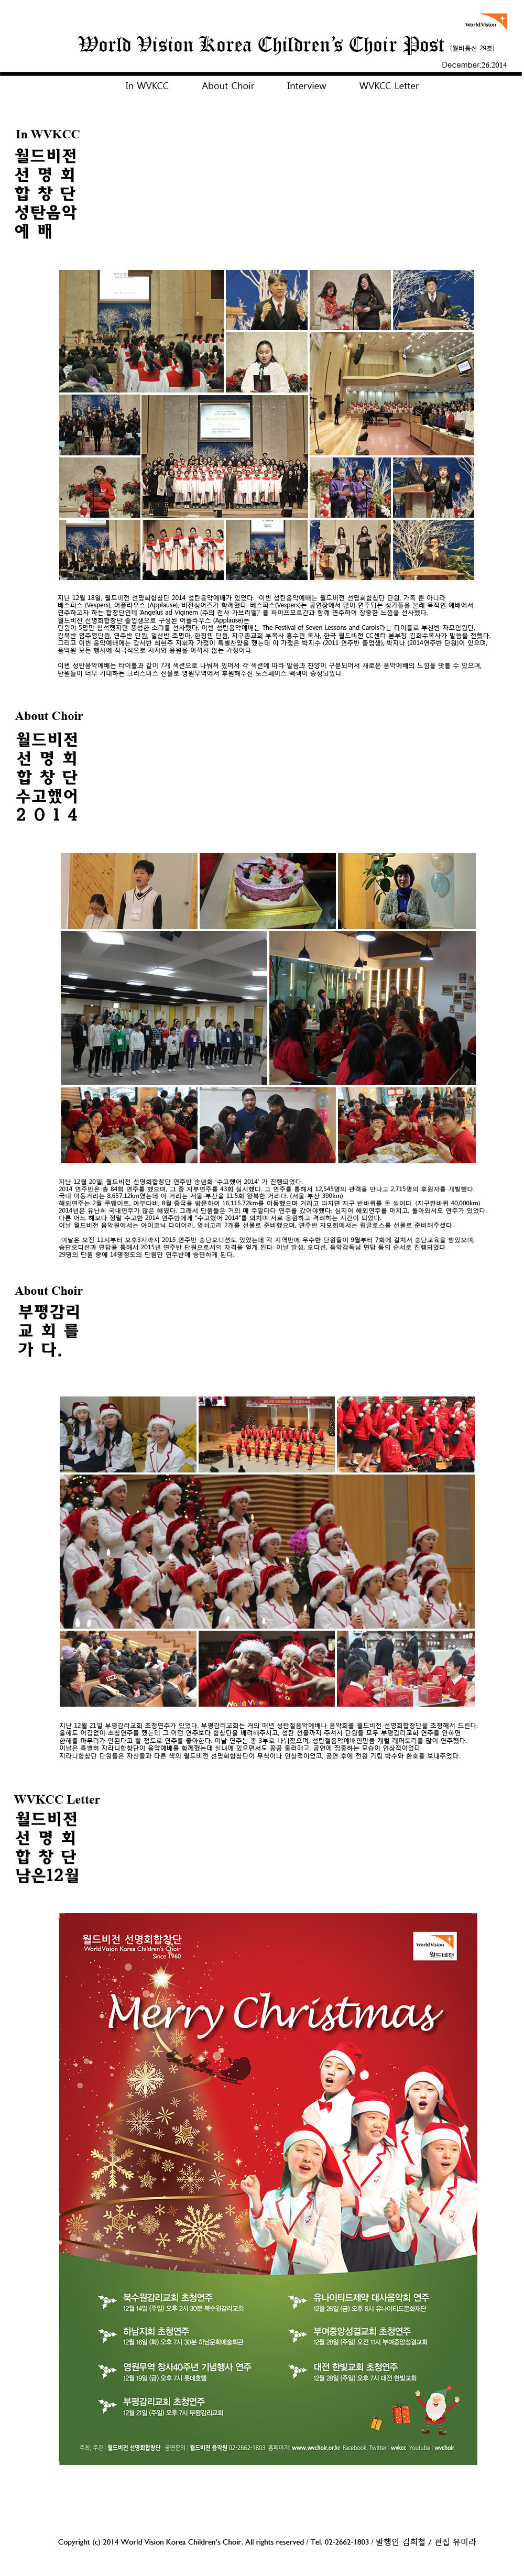 World Vision
World Vision Korea Children's Choir Post [월비통신 29호]
December.26.2014
In WVKCC About Choir Interview WVKCC Letter
In WVKCC
월드비전
선 명 회
합 창 단
성탄음악
예 배
지난 12월 18일, 월드비전 선명회합창단 2014 성탄음악예배가 있었다. 이번 성탄음악예배는 월드비전 선명회합창단 단원, 가족 뿐 아니라
베스퍼스 (Vespers), 어플라우스 (Applause), 비전싱어즈가 함께했다. 베스퍼스(Vespers)는 공연장에서 많이 연주되는 성가들을 본래 목적인 예배에서
연주하고자 하는 합창단인데 'Angelus ad Virginem (주의 천사 가브리엘)' 를 파이프오르간과 함께 연주하여 장중한 느낌을 선사했다.
월드비전 선명회합창단 졸업생으로 구성된 어플라우스 (Applause)는
단원이 5명만 참석했지만 풍성한 소리를 선사했다. 이번 성탄음악예배는 The Festival of Seven Lessons and Carols라는 타이틀로 부천반 자모임원단,
강북반 염주영단원, 연주반 단원, 일산반 조영아, 한징민 단원, 지구촌교회 부목사 홍수민 목사, 한국 월드비전 CC센터 본부장 김희수목사가 말씀을 전했다.
그리고 이번 음악예배에는 강서반 최현주 지휘자 가정이 특별찬양을 했는데 이 가정은 박지수 (2011 연주반 졸업생), 박지나 (2014연주반 단원)이 있으며,
음악원 모든 행사에 적극적으로 지지와 응원을 아끼지 않는 가정이다.
이번 성탄음악예배는 타이틀과 같이 7개 섹션으로 나눠져 있어서 각 섹션에 따라 말씀과 찬양이 구분되어서 새로운 음악예배의 느낌을 맛볼 수 있으며,
단원들이 너무 기대하는 크리스마스 선물로 영원무역에서 후원해주신 노스페이스 백팩이 증정되었다.
About Choir
월드비전
선 명 회
합 창 단
수고했어
2 0 1 4
지난 12월 20일, 월드비전 선명회합창단 연주반 송년회 '수고했어 2014' 가 진행되었다.
2014 연주반은 총 84회 연주를 했으며, 그 중 지부연주를 43회 실시했다. 그 연주를 통해서 12,545명의 관객을 만나고 2,715명의 후원자를 개발했다.
국내 이동거리는 8,657.12km였는데 이 거리는 서울-부산을 11.5회 왕복한 거리다. (서울-부산 390km)
해외연주는 2월 쿠웨이트, 아부다비, 8월 중국을 방문하여 16,115.72km를 이동했으며 거리고 따지면 지구 반바퀴를 돈 셈이다. (지구한바퀴 40,000km)
2014년은 유난히 국내연주가 많은 해였다. 그래서 단원들은 거의 매 주말마다 연주를 갔어야했다. 심지어 해외연주를 마치고, 돌아와서도 연주가 있었다.
다른 어느 해보다 정말 수고한 2014 연주반에게 "수고했어 2014"를 외치며 서로 응원하고 격려하는 시간이 되었다.
이날 월드비전 음악원에서는 아이코닉 다이어리, 열쇠고리 2개를 선물로 준비했으며, 연주반 자모회에서는 립글로스를 선물로 준비해주셨다.
이날은 오전 11시부터 오후3시까지 2015 연주반 승단오디션도 있었는데 각 지역반에 우수한 단원들이 9월부터 7회에 걸쳐서 승단교육을 받았으며,
승단오디션과 면담을 통해서 2015년 연주반 단원으로서의 자격을 얻게 된다. 이날 발성, 오디션, 음악감독님 면담 등의 순서로 진행되었다.
29명의 단원 중에 14명정도의 단원만 연주반에 승단하게 된다.
About Choir
부평감리
교 회 를
가 다.
지난 12월 21일 부평감리교회 초청연주가 있었다. 부평감리교회는 거의 매년 성탄절음악예배나 음악회를 월드비전 선명회합창단을 초청해서 드린다.
올해도 어김없이 초청연주를 했는데 그 어떤 연주보다 합창단을 배려해주시고, 성탄 선물까지 주셔서 단원들 모두 부평감리교회 연주를 안하면
한해를 마무리가 안된다고 할 정도로 연주를 좋아한다. 이날 연주는 총 3부로 나눠졌으며, 성탄절음악예배인만큼 캐럴 레퍼토리를 많이 연주했다.
이날은 특별히 지라니합창단이 음악예배를 함께했는데 실내에 있으면서도 꽁꽁 둘러매고, 공연에 집중하는 모습이 인상적이었다.
지라니합창단 단원들은 자신들과 다른 색의 월드비전 선명회합창단이 무척이나 인상적이었고, 공연 후에 전원 기립 박수와 환호를 보내주었다.
WVKCC Letter
월드비전
선 명 회
합 창 단
남은12월
월드비전 선명회합창단
World Vision Korea Children's Choir
Since 1960
World Vision
월드비전
Merry Christmas
북수원감리교회 초청연주
12월 14일 (주일) 오후 2시 30분 북수원감리교회
하남지회 초청연주
12월 16일 (화) 오후 7시 30분 하남문화예술회관
영원무역 창사40주년 기념행사 연주
12월 19일 (금) 오후 7시 롯데호텔
부평감리교회 초청연주
12월 21일 (주일) 오후 7시 부평감리교회
유나이티드제약 대사음악회 연주
12월 26일 (금) 오후 8시 유나이티드문화재단
부여중앙성결교회 초청연주
12월 28일 (주일) 오전 11시 부여중앙성결교회
대전 한빛교회 초청연주
12월 28일 (주일) 오후 7시 대전 한빛교회
주최, 주관 : 월드비전 선명회합창단 공연문의 : 월드비전 음악원 02-2662-1803 홈페이지: www.wvchoir.or.kr Facebook, Twitter : wvkcc Youtube : wvchoir
Copyright (c) 2014 World Vision Korea Children's Choir. All rights reserved / Tel. 02-2662-1803 / 발행인 김희철 / 편집 유미라